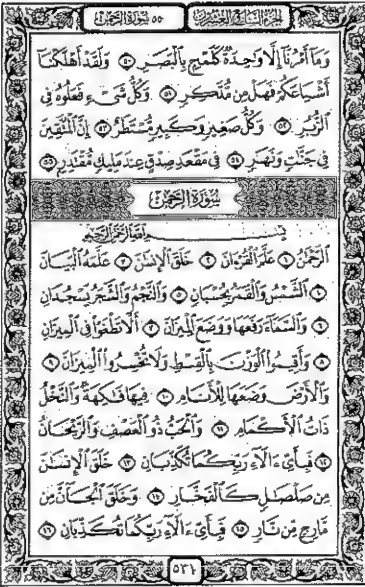 الجزء السابع والعشرون ٥٥ سورة الرحمن
وَمَآ أَمْرُنَآ إِلَّا وَٰحِدَةٌ كَلَمْحٍۭ بِٱلْبَصَرِ ٥٠ وَلَقَدْ أَهْلَكْنَآ
أَشْيَاعَكُمْ فَهَلْ مِن مُّدَّكِرٍ ٥١ وَكُلُّ شَىْءٍ فَعَلُوهُ فِى
ٱلزُّبُرِ ٥٢ وَكُلُّ صَغِيرٍ وَكَبِيرٍ مُّسْتَطَرٌ ٥٣ إِنَّ ٱلْمُتَّقِينَ
فِى جَنَّٰتٍ وَنَهَرٍ ٥٤ فِى مَقْعَدِ صِدْقٍ عِندَ مَلِيكٍ مُّقْتَدِرٍۭ ٥٥
سُورَةُ الرَّحْمَٰن
بِسْمِ ٱللَّهِ ٱلرَّحْمَٰنِ ٱلرَّحِيمِ
ٱلرَّحْمَٰنُ ١ عَلَّمَ ٱلْقُرْءَانَ ٢ خَلَقَ ٱلْإِنسَٰنَ ٣ عَلَّمَهُ ٱلْبَيَانَ
٤ ٱلشَّمْسُ وَٱلْقَمَرُ بِحُسْبَانٍ ٥ وَٱلنَّجْمُ وَٱلشَّجَرُ يَسْجُدَانِ
٦ وَٱلسَّمَآءَ رَفَعَهَا وَوَضَعَ ٱلْمِيزَانَ ٧ أَلَّا تَطْغَوْا۟ فِى ٱلْمِيزَانِ
٨ وَأَقِيمُوا۟ ٱلْوَزْنَ بِٱلْقِسْطِ وَلَا تُخْسِرُوا۟ ٱلْمِيزَانَ ٩
وَٱلْأَرْضَ وَضَعَهَا لِلْأَنَامِ ١٠ فِيهَا فَٰكِهَةٌ وَٱلنَّخْلُ
ذَاتُ ٱلْأَكْمَامِ ١١ وَٱلْحَبُّ ذُو ٱلْعَصْفِ وَٱلرَّيْحَانُ
١٢ فَبِأَىِّ ءَالَآءِ رَبِّكُمَا تُكَذِّبَانِ ١٣ خَلَقَ ٱلْإِنسَٰنَ
مِن صَلْصَٰلٍ كَٱلْفَخَّارِ ١٤ وَخَلَقَ ٱلْجَآنَّ مِن
مَّارِجٍ مِّن نَّارٍ ١٥ فَبِأَىِّ ءَالَآءِ رَبِّكُمَا تُكَذِّبَانِ ١٦
٥٣١